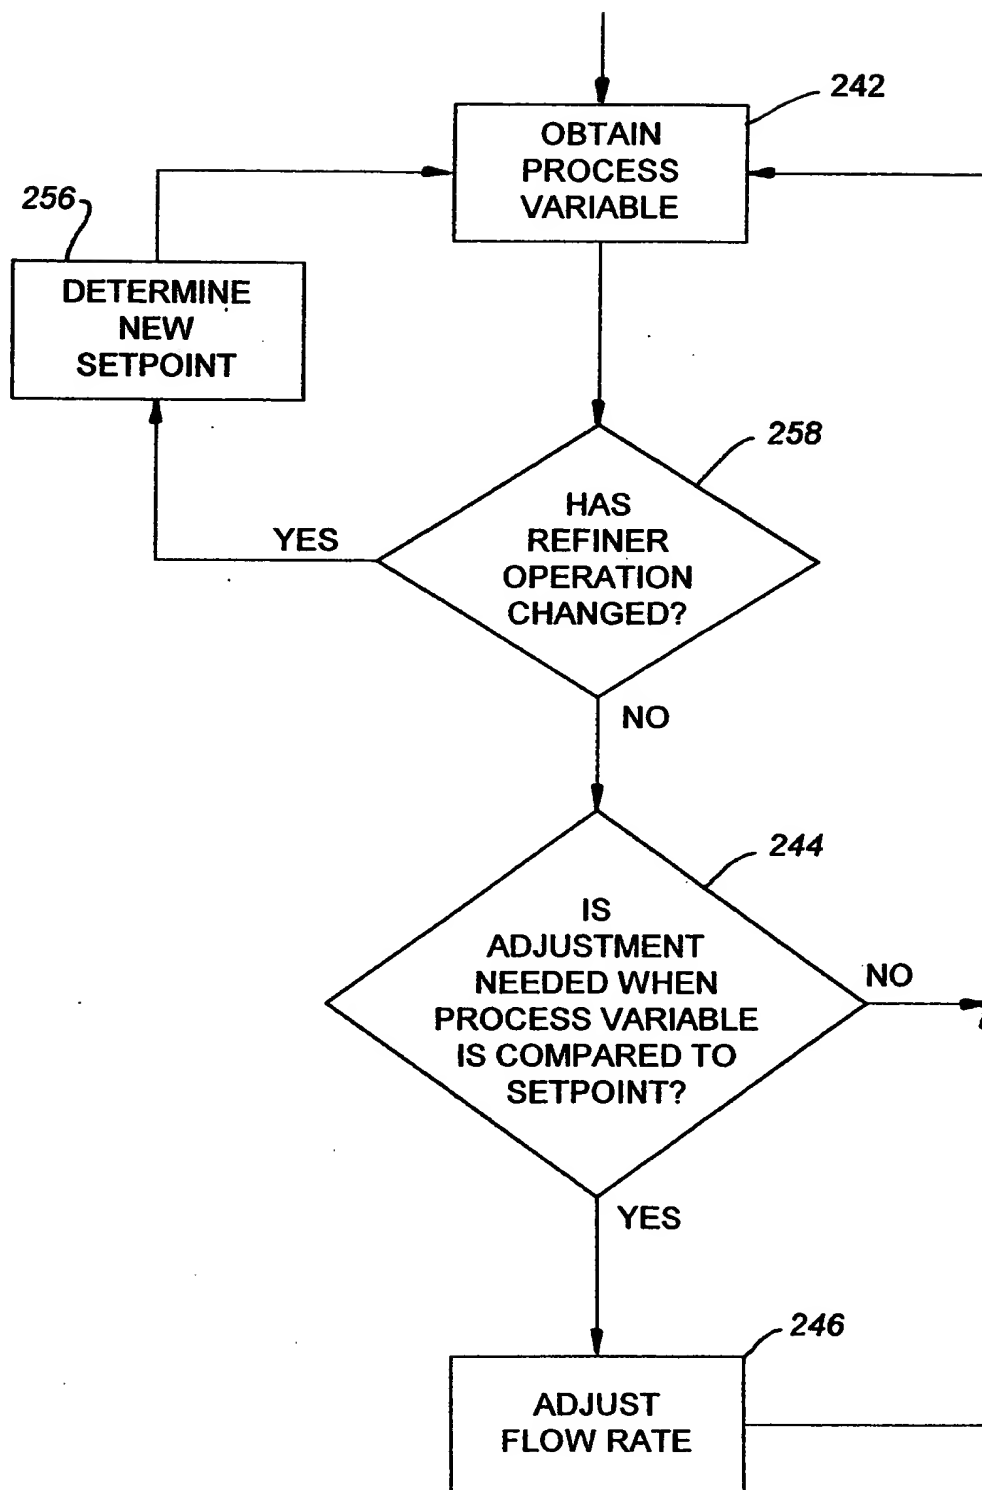 242
OBTAIN
PROCESS
VARIABLE
256
DETERMINE
NEW
SETPOINT
258
HAS
REFINER
OPERATION
CHANGED?
YES
NO
244
IS
ADJUSTMENT
NEEDED WHEN
PROCESS VARIABLE
IS COMPARED TO
SETPOINT?
NO
YES
246
ADJUST
FLOW RATE